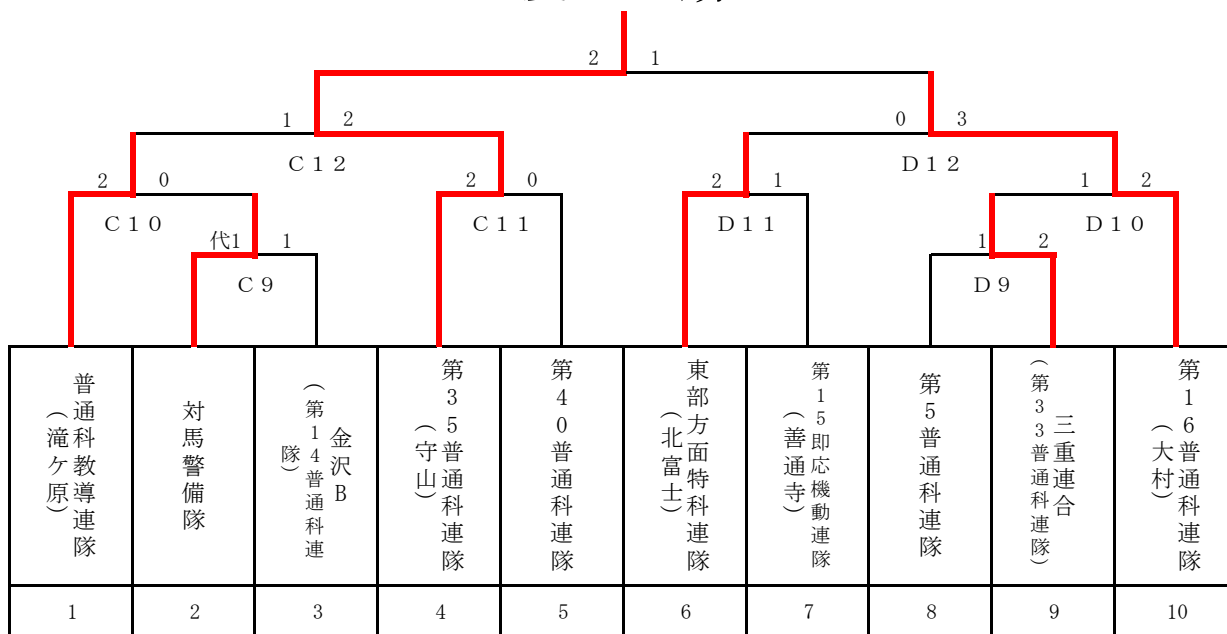 2 1
1 2
0 3
C12
D12
2 0
2 0
2 1
1 2
C10
C11
D11
D10
代1 1
1 2
C9
D9
普通科教導連隊
(滝ケ原)
対馬警備隊
金沢B
(第14普通科連
隊)
第35普通科連隊
(守山)
第40普通科連隊
東部方面特科連隊
(北富士)
第15即応機動連隊
(善通寺)
第5普通科連隊
三重連合
(第33普通科連隊)
第16普通科連隊
(大村)
1 2 3 4 5 6 7 8 9 10